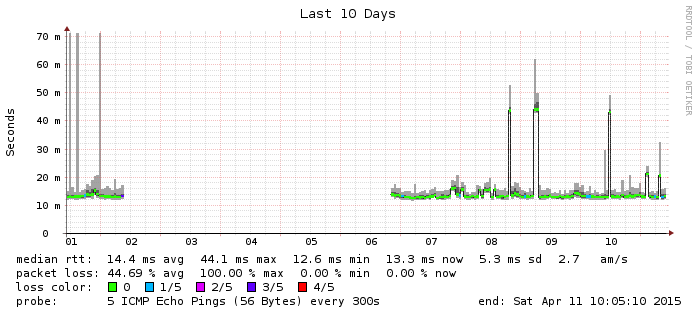 Last 10 Days
RRDTOOL / TOBI OETIKER
Seconds
70 m
60 m
50 m
40 m
30 m
20 m
10 m
0
01 02 03 04 05 06 07 08 09 10
median rtt: 14.4 ms avg 44.1 ms max 12.6 ms min 13.3 ms now 5.3 ms sd 2.7 am/s
packet loss: 44.69 % avg 100.00 % max 0.00 % min 0.00 % now
loss color: 0 1/5 2/5 3/5 4/5
probe: 5 ICMP Echo Pings (56 Bytes) every 300s end: Sat Apr 11 10:05:10 2015